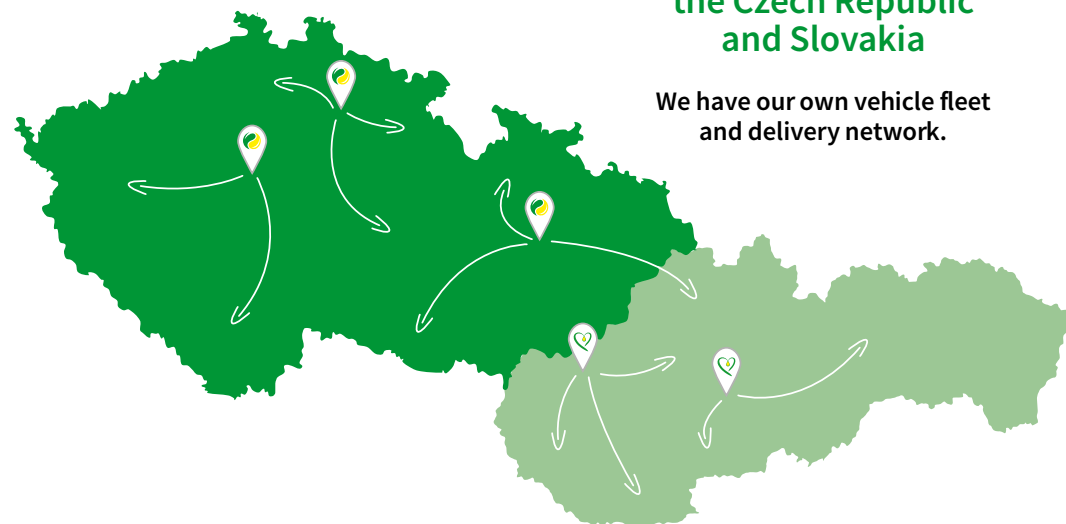 the Czech Republic
and Slovakia
We have our own vehicle fleet
and delivery network.